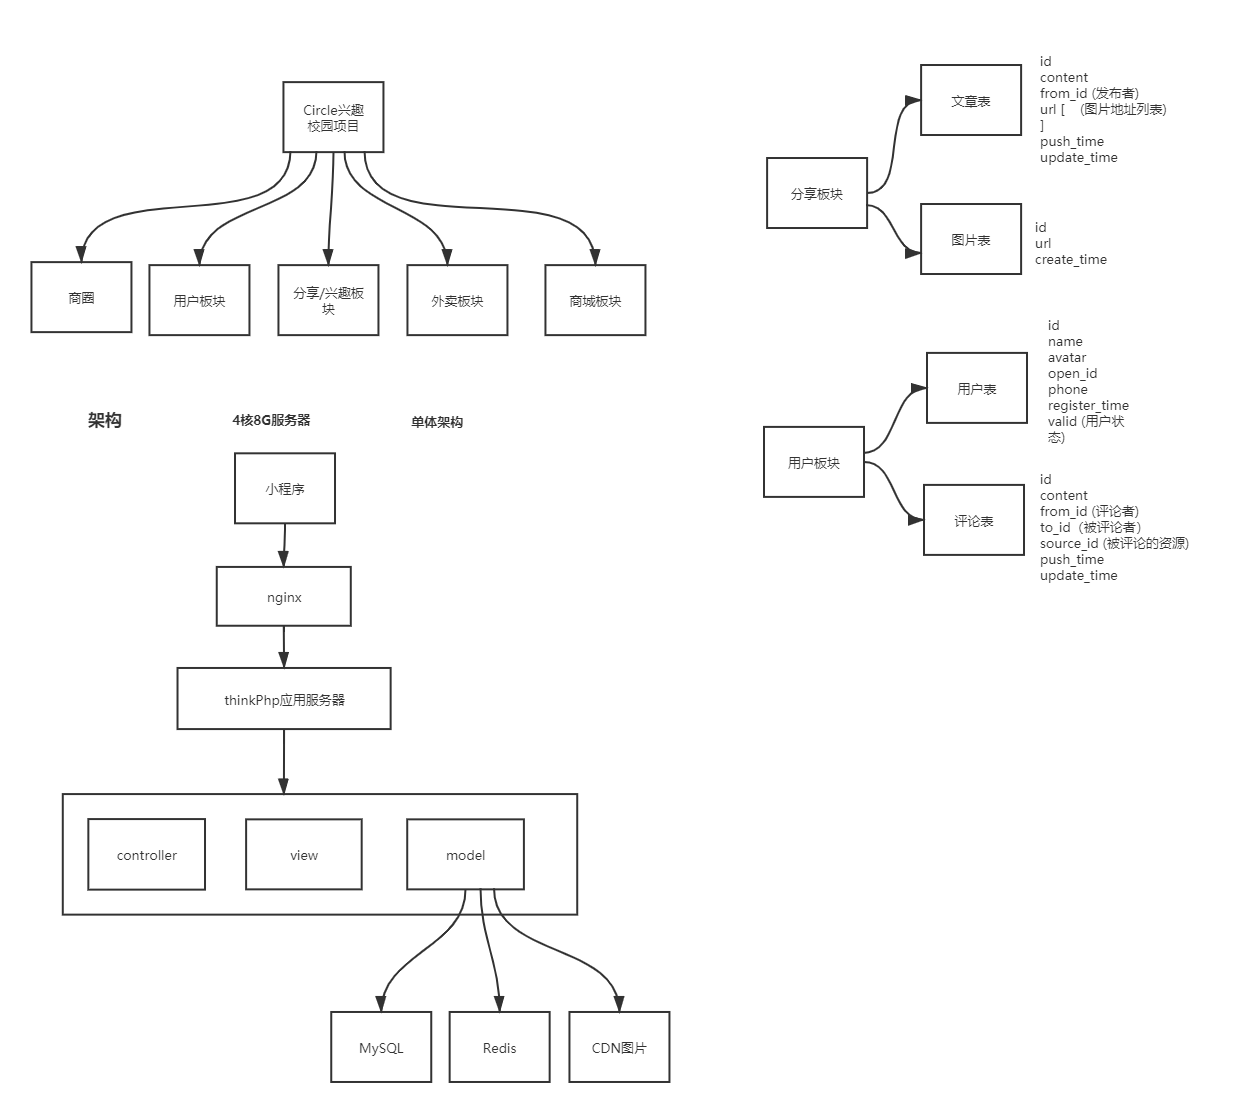 Circle兴趣
校园项目
商圈
用户板块
分享/兴趣板
块
外卖板块
商城板块
架构
4核8G服务器
单体架构
小程序
nginx
thinkPhp应用服务器
controller
view
model
MySQL
Redis
CDN图片
分享板块
文章表
id
content
from_id (发布者)
url [ (图片地址列表)
]
push_time
update_time
图片表
id
url
create_time
用户板块
用户表
id
name
avatar
open_id
phone
register_time
valid (用户状
态)
评论表
id
content
from_id (评论者)
to_id（被评论者）
source_id (被评论的资源)
push_time
update_time